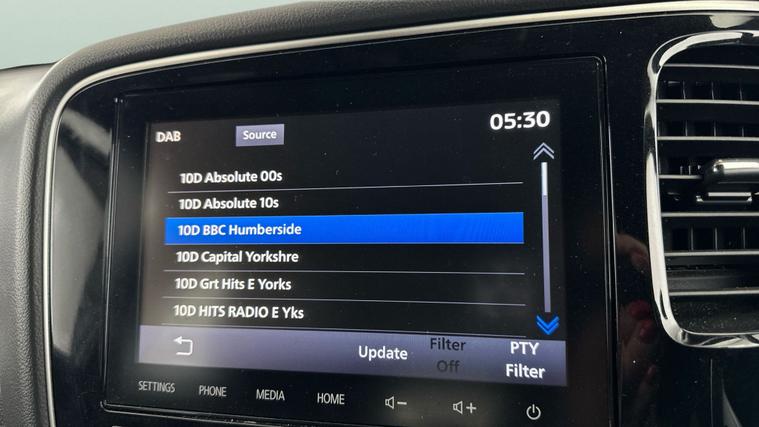 DAB Source 05:30
10D Absolute 00s
10D Absolute 10s
10D BBC Humberside
10D Capital Yorkshre
10D Grt Hits E Yorks
10D HITS RADIO E Yks
Update Filter Off PTY Filter
SETTINGS PHONE MEDIA HOME - +